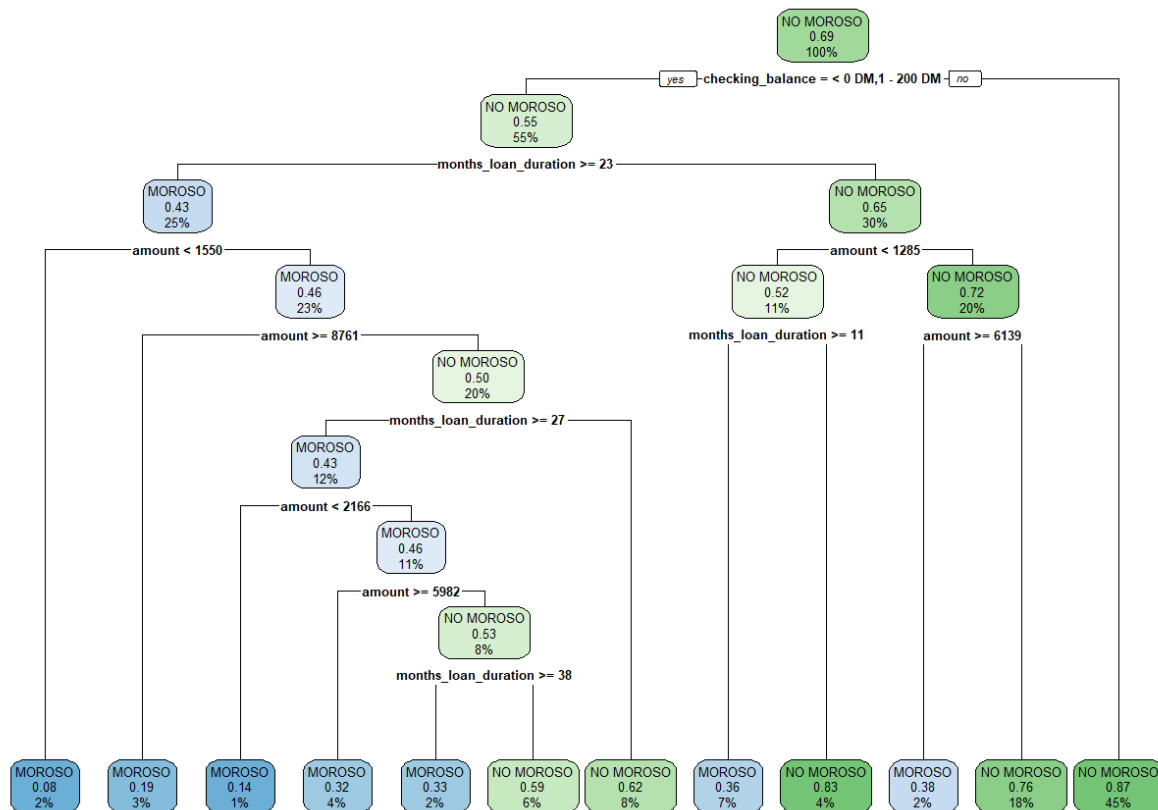 NO MOROSO
0.69
100%
yes checking_balance = < 0 DM,1 - 200 DM no
NO MOROSO
0.55
55%
months_loan_duration >= 23
MOROSO
0.43
25%
NO MOROSO
0.65
30%
amount < 1550
amount < 1285
MOROSO
0.46
23%
NO MOROSO
0.52
11%
NO MOROSO
0.72
20%
amount >= 8761
months_loan_duration >= 11
amount >= 6139
NO MOROSO
0.50
20%
months_loan_duration >= 27
MOROSO
0.43
12%
amount < 2166
MOROSO
0.46
11%
amount >= 5982
NO MOROSO
0.53
8%
months_loan_duration >= 38
MOROSO
0.08
2%
MOROSO
0.19
3%
MOROSO
0.14
1%
MOROSO
0.32
4%
MOROSO
0.33
2%
NO MOROSO
0.59
6%
NO MOROSO
0.62
8%
MOROSO
0.36
7%
NO MOROSO
0.83
4%
MOROSO
0.38
2%
NO MOROSO
0.76
18%
NO MOROSO
0.87
45%